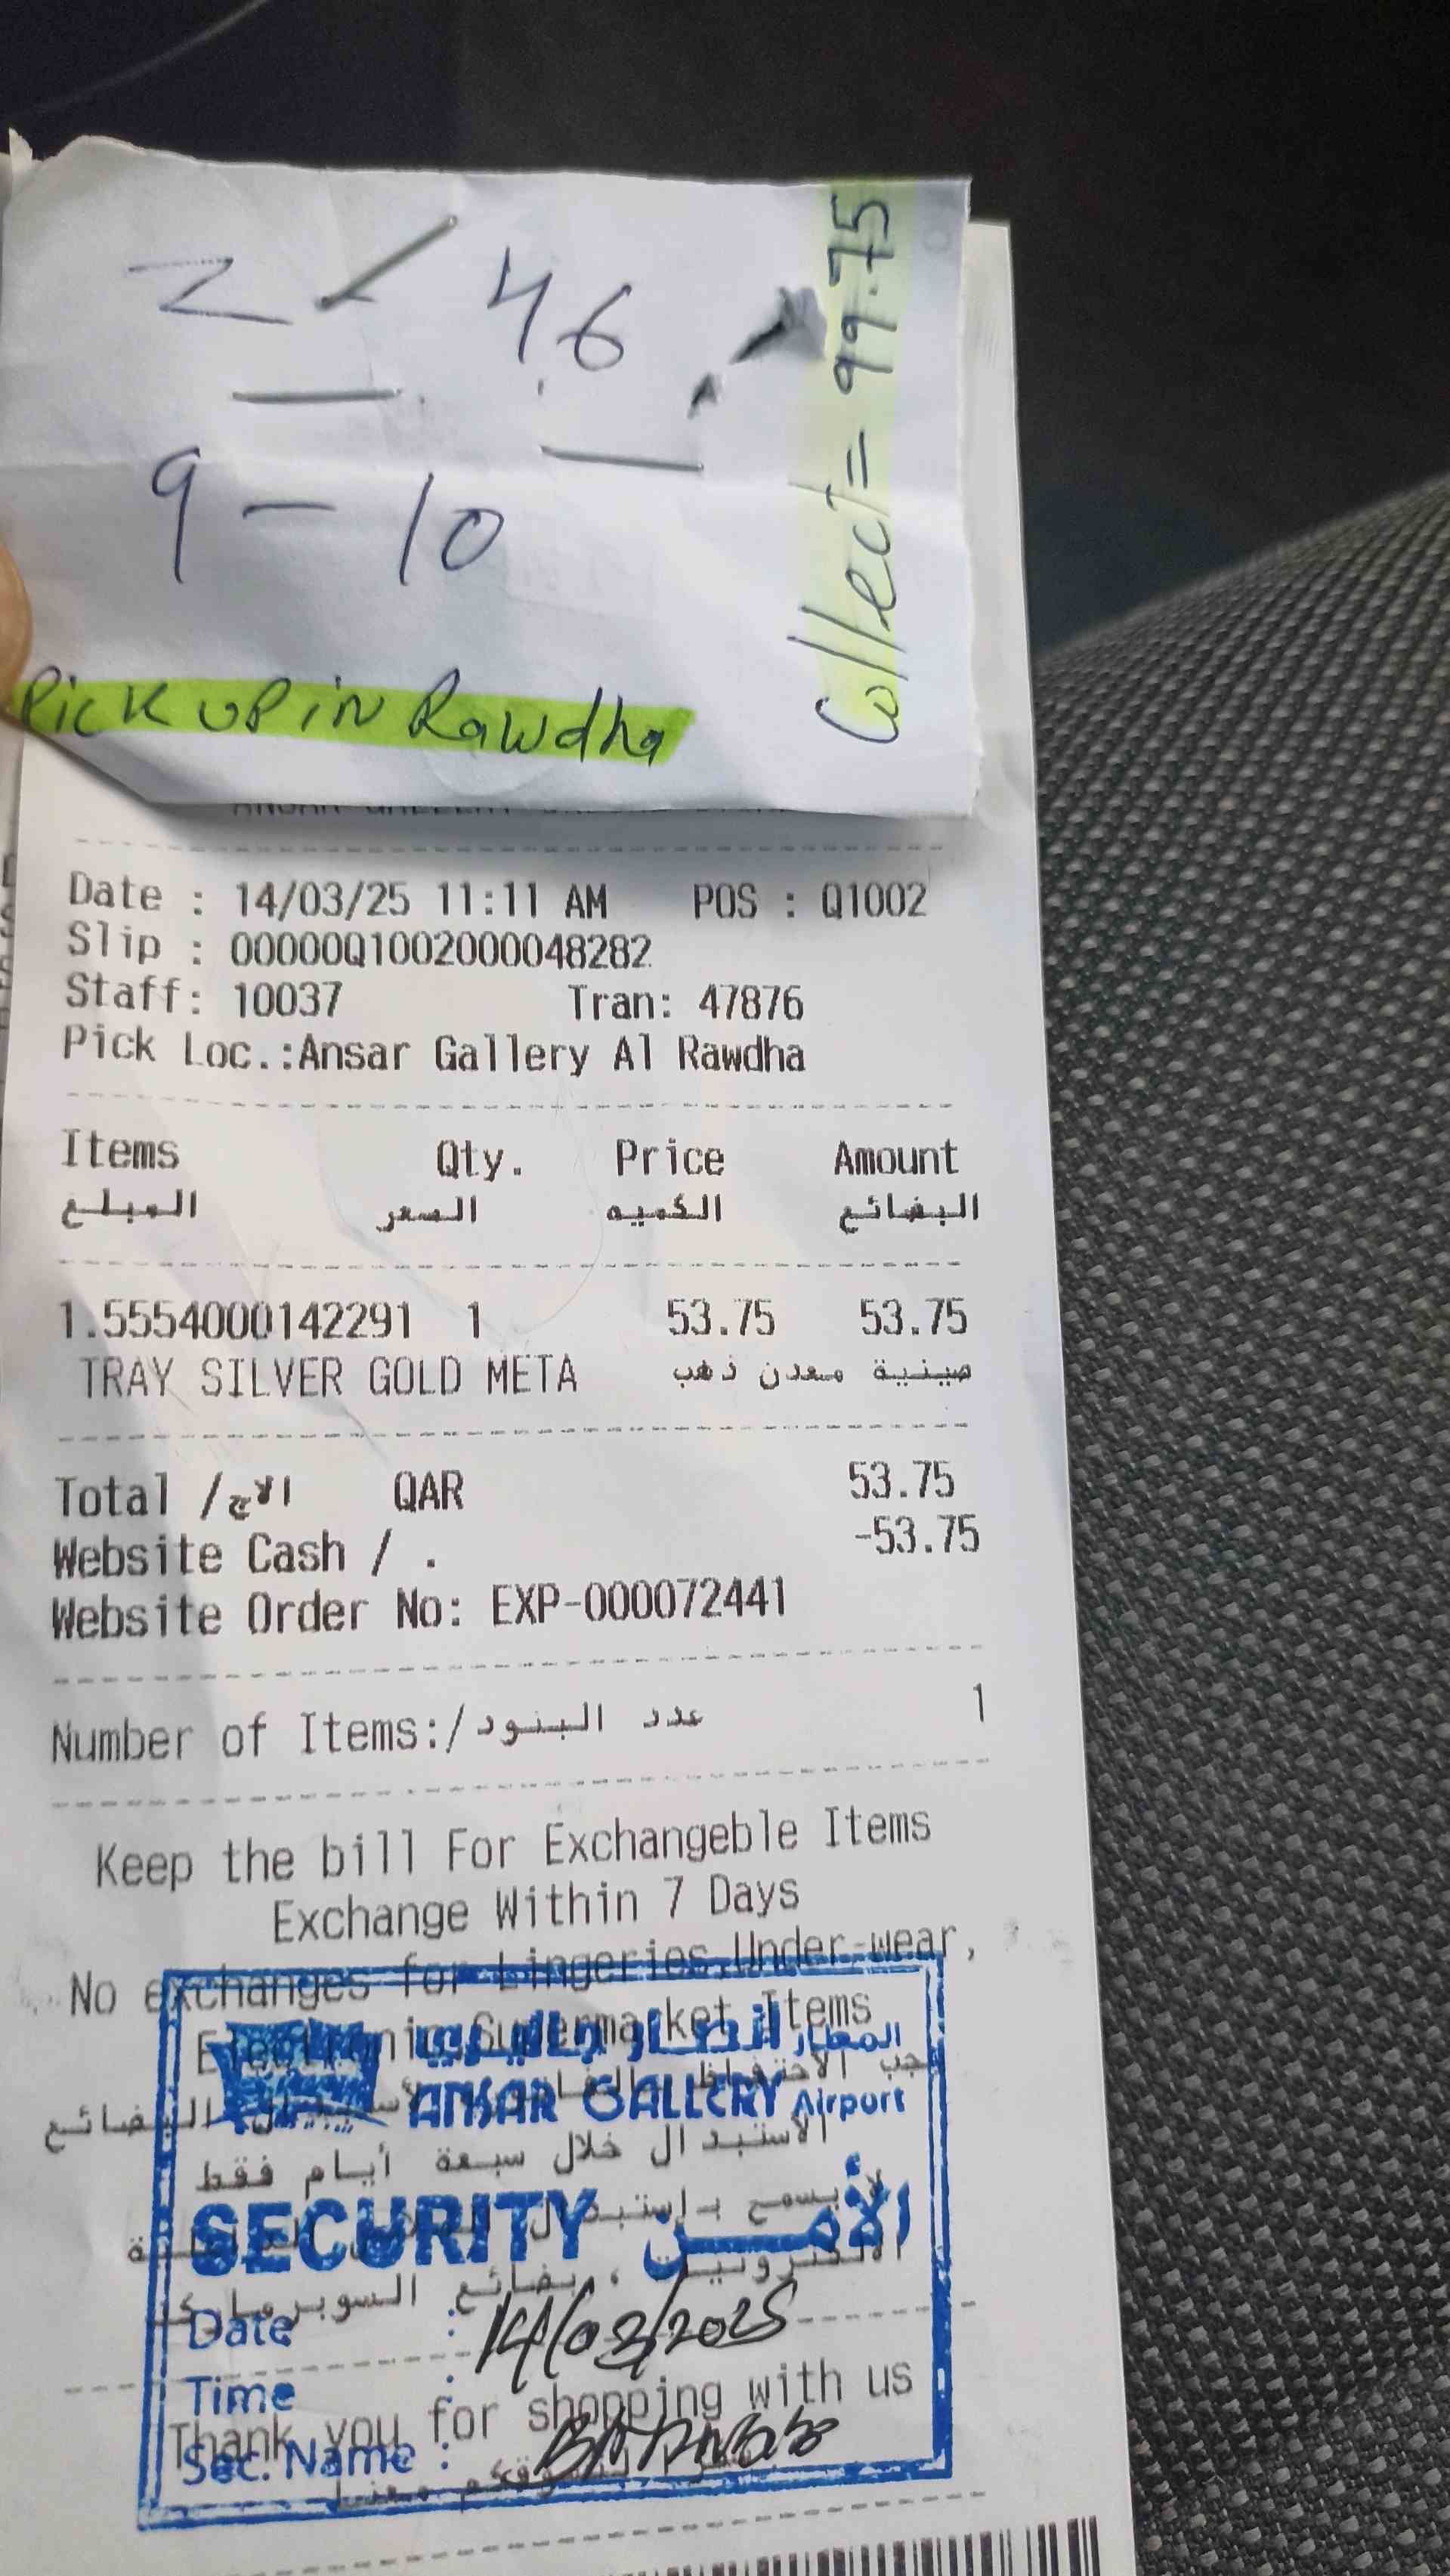 2 - 46
9 - 10
Collect = 99.75
Pick up in Rawdha
Date : 14/03/25 11:11 AM POS : Q1002
Slip : 00000Q1002000048282
Staff: 10037 Tran: 47876
Pick Loc.:Ansar Gallery Al Rawdha
Items Qty. Price Amount
المبلغ السعر الكميه البضائع
1.5554000142291 1 53.75 53.75
TRAY SILVER GOLD META صينية معدن ذهب
Total / الاج QAR 53.75
Website Cash / . -53.75
Website Order No: EXP-000072441
Number of Items:/ عدد البنود 1
Keep the bill For Exchangeble Items
Exchange Within 7 Days
No exchanges for Lingeries,Under-wear,
Supermarket Items
المطار
ANSAR GALLERY Airport
الاستبدال خلال سبعة أيام فقط
SECURITY الأمن
بضائع السوبر
Date : 14/03/2025
Time :
Thank you for shopping with us
Sec. Name :